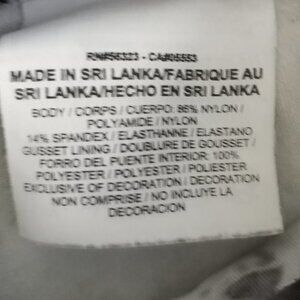 RN#56323 - CA#05553
MADE IN SRI LANKA/FABRIQUE AU
SRI LANKA/HECHO EN SRI LANKA
BODY / CORPS / CUERPO: 86% NYLON /
POLYAMIDE / NYLON
14% SPANDEX / ELASTHANNE / ELASTANO
GUSSET LINING / DOUBLURE DE GOUSSET /
FORRO DEL PUENTE INTERIOR: 100%
POLYESTER / POLYESTER / POLIESTER
EXCLUSIVE OF DECORATION / DECORATION
NON COMPRISE / NO INCLUYE LA
DECORACION